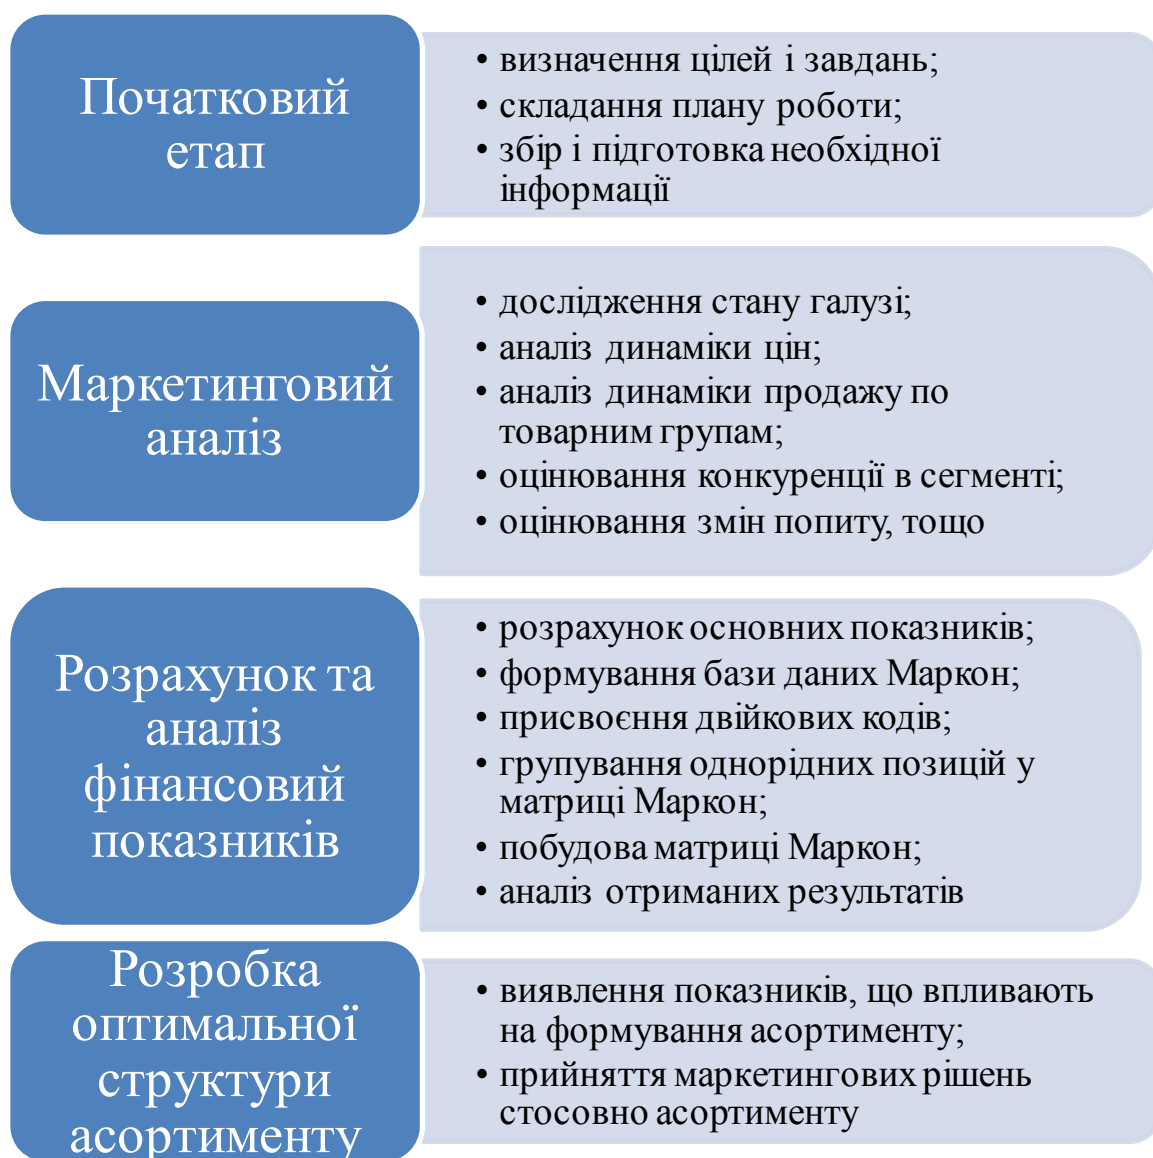 Початковий
етап
• визначення цілей і завдань;
• складання плану роботи;
• збір і підготовка необхідної
інформації
Маркетинговий
аналіз
• дослідження стану галузі;
• аналіз динаміки цін;
• аналіз динаміки продажу по
товарним групам;
• оцінювання конкуренції в сегменті;
• оцінювання змін попиту, тощо
Розрахунок та
аналіз
фінансовий
показників
• розрахунок основних показників;
• формування бази даних Маркон;
• присвоєння двійкових кодів;
• групування однорідних позицій у
матриці Маркон;
• побудова матриці Маркон;
• аналіз отриманих результатів
Розробка
оптимальної
структури
асортименту
• виявлення показників, що впливають
на формування асортименту;
• прийняття маркетингових рішень
стосовно асортименту